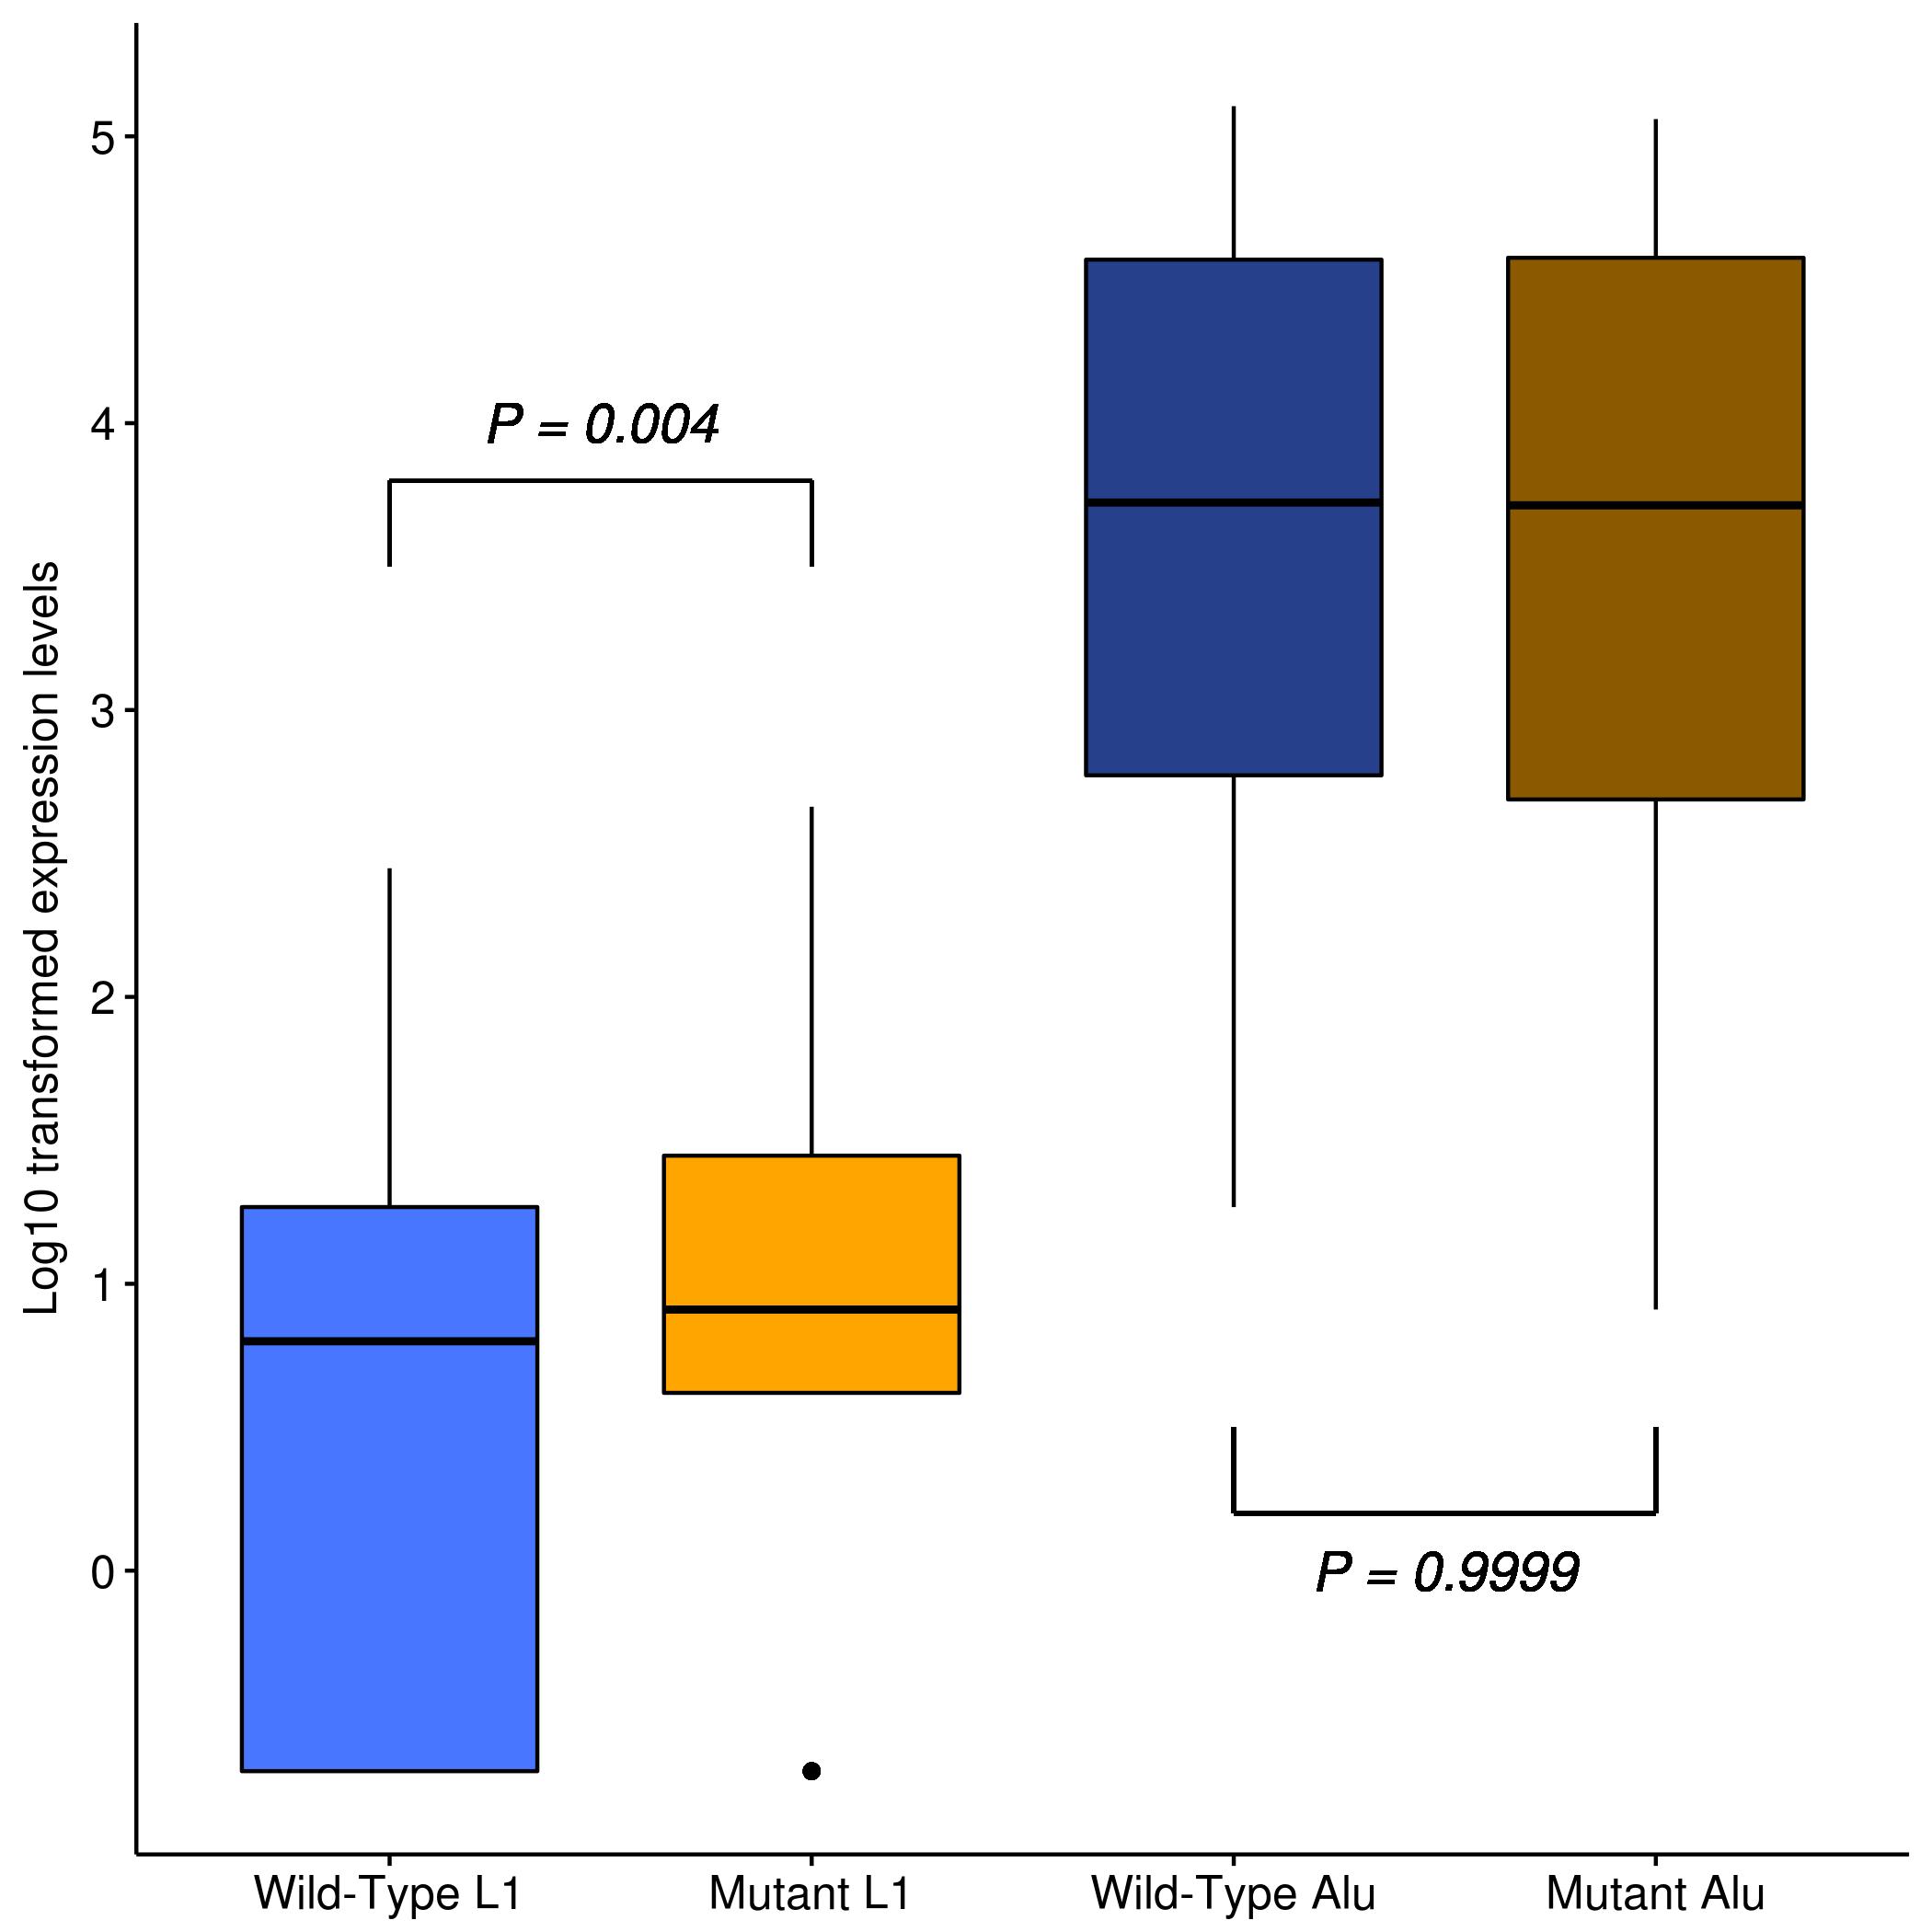 Log10 transformed expression levels
5
4
3
2
1
0
P = 0.004
P = 0.9999
Wild-Type L1
Mutant L1
Wild-Type Alu
Mutant Alu